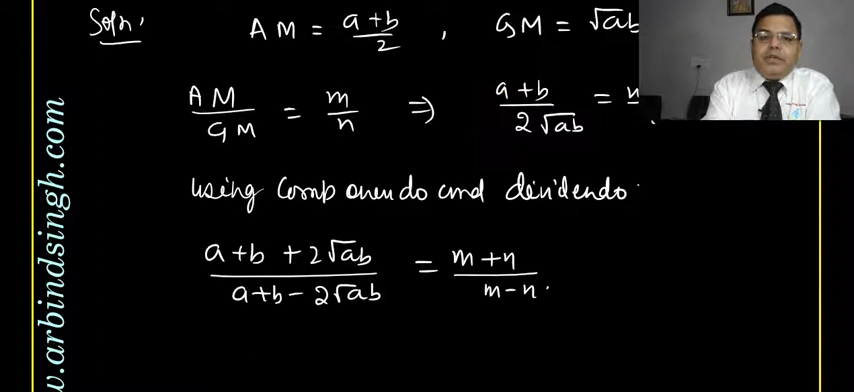 Soln: AM = a+b/2 , GM = √ab
AM/GM = m/n ⇒ a+b/2√ab =
using Componendo and dividendo
a+b+2√ab/a+b-2√ab = m+n/m-n.
www.arbindsingh.com